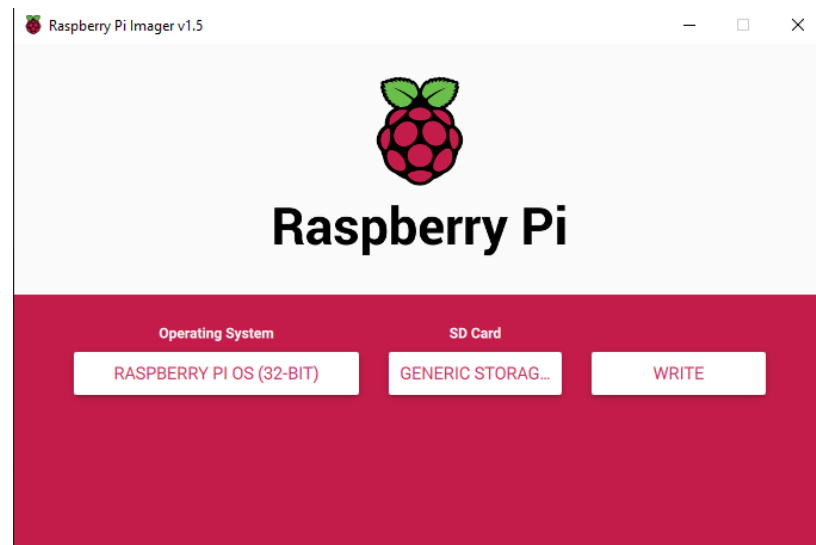 Raspberry Pi Imager v1.5
Raspberry Pi
Operating System
SD Card
RASPBERRY PI OS (32-BIT)
GENERIC STORAG...
WRITE